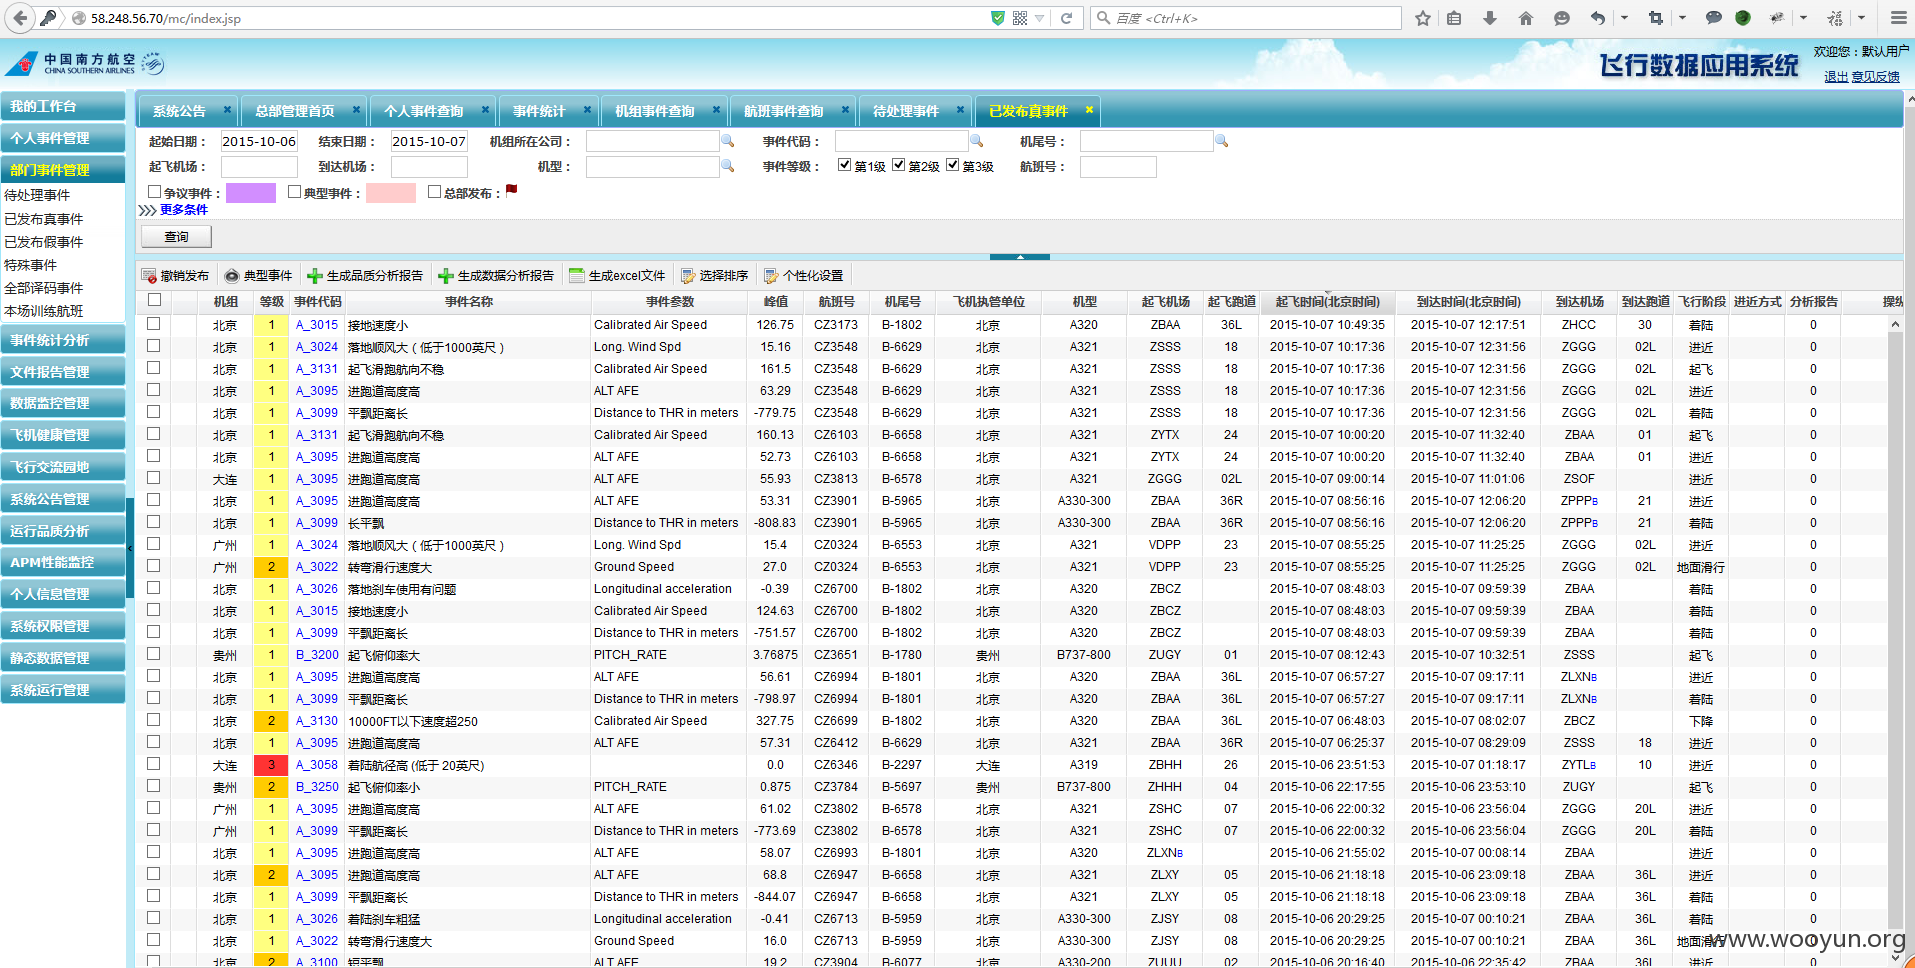 58.248.56.70/mc/index.jsp
百度 <Ctrl+K>
中国南方航空
CHINA SOUTHERN AIRLINES
飞行数据应用系统
欢迎您：默认用户
退出 意见反馈
我的工作台
个人事件管理
部门事件管理
待处理事件
已发布真事件
已发布假事件
特殊事件
全部译码事件
本场训练航班
事件统计分析
文件报告管理
数据监控管理
飞机健康管理
飞行交流园地
系统公告管理
运行品质分析
APM性能监控
个人信息管理
系统权限管理
静态数据管理
系统运行管理
系统公告 总部管理首页 个人事件查询 事件统计 机组事件查询 航班事件查询 待处理事件 已发布真事件
起始日期： 2015-10-06 结束日期： 2015-10-07 机组所在公司： 事件代码： 机尾号：
起飞机场： 到达机场： 机型： 事件等级： 第1级 第2级 第3级 航班号：
争议事件： 典型事件： 总部发布：
更多条件
查询
撤销发布 典型事件 生成品质分析报告 生成数据分析报告 生成excel文件 选择排序 个性化设置
机组 等级 事件代码 事件名称 事件参数 峰值 航班号 机尾号 飞机执管单位 机型 起飞机场 起飞跑道 起飞时间(北京时间) 到达时间(北京时间) 到达机场 到达跑道 飞行阶段 进近方式 分析报告
北京 1 A_3015 接地速度小 Calibrated Air Speed 126.75 CZ3173 B-1802 北京 A320 ZBAA 36L 2015-10-07 10:49:35 2015-10-07 12:17:51 ZHCC 30 着陆 0
北京 1 A_3024 落地顺风大（低于1000英尺） Long. Wind Spd 15.16 CZ3548 B-6629 北京 A321 ZSSS 18 2015-10-07 10:17:36 2015-10-07 12:31:56 ZGGG 02L 进近 0
北京 1 A_3131 起飞滑跑航向不稳 Calibrated Air Speed 161.5 CZ3548 B-6629 北京 A321 ZSSS 18 2015-10-07 10:17:36 2015-10-07 12:31:56 ZGGG 02L 起飞 0
北京 1 A_3095 进跑道高度高 ALT AFE 63.29 CZ3548 B-6629 北京 A321 ZSSS 18 2015-10-07 10:17:36 2015-10-07 12:31:56 ZGGG 02L 进近 0
北京 1 A_3099 平飘距离长 Distance to THR in meters -779.75 CZ3548 B-6629 北京 A321 ZSSS 18 2015-10-07 10:17:36 2015-10-07 12:31:56 ZGGG 02L 着陆 0
北京 1 A_3131 起飞滑跑航向不稳 Calibrated Air Speed 160.13 CZ6103 B-6658 北京 A321 ZYTX 24 2015-10-07 10:00:20 2015-10-07 11:32:40 ZBAA 01 起飞 0
北京 1 A_3095 进跑道高度高 ALT AFE 52.73 CZ6103 B-6658 北京 A321 ZYTX 24 2015-10-07 10:00:20 2015-10-07 11:32:40 ZBAA 01 进近 0
大连 1 A_3095 进跑道高度高 ALT AFE 55.93 CZ3813 B-6578 北京 A321 ZGGG 02L 2015-10-07 09:00:14 2015-10-07 11:01:06 ZSOF 进近 0
北京 1 A_3095 进跑道高度高 ALT AFE 53.31 CZ3901 B-5965 北京 A330-300 ZBAA 36R 2015-10-07 08:56:16 2015-10-07 12:06:20 ZPPPB 21 进近 0
北京 1 A_3099 长平飘 Distance to THR in meters -808.83 CZ3901 B-5965 北京 A330-300 ZBAA 36R 2015-10-07 08:56:16 2015-10-07 12:06:20 ZPPPB 21 着陆 0
广州 1 A_3024 落地顺风大（低于1000英尺） Long. Wind Spd 15.4 CZ0324 B-6553 北京 A321 VDPP 23 2015-10-07 08:55:25 2015-10-07 11:25:25 ZGGG 02L 进近 0
广州 2 A_3022 转弯滑行速度大 Ground Speed 27.0 CZ0324 B-6553 北京 A321 VDPP 23 2015-10-07 08:55:25 2015-10-07 11:25:25 ZGGG 02L 地面滑行 0
北京 1 A_3026 落地刹车使用有问题 Longitudinal acceleration -0.39 CZ6700 B-1802 北京 A320 ZBCZ 2015-10-07 08:48:03 2015-10-07 09:59:39 ZBAA 着陆 0
北京 1 A_3015 接地速度小 Calibrated Air Speed 124.63 CZ6700 B-1802 北京 A320 ZBCZ 2015-10-07 08:48:03 2015-10-07 09:59:39 ZBAA 着陆 0
北京 1 A_3099 平飘距离长 Distance to THR in meters -751.57 CZ6700 B-1802 北京 A320 ZBCZ 2015-10-07 08:48:03 2015-10-07 09:59:39 ZBAA 着陆 0
贵州 1 B_3200 起飞俯仰率大 PITCH_RATE 3.76875 CZ3651 B-1780 贵州 B737-800 ZUGY 01 2015-10-07 08:12:43 2015-10-07 10:32:51 ZSSS 起飞 0
北京 1 A_3095 进跑道高度高 ALT AFE 56.61 CZ6994 B-1801 北京 A320 ZBAA 36L 2015-10-07 06:57:27 2015-10-07 09:17:11 ZLXNB 进近 0
北京 1 A_3099 平飘距离长 Distance to THR in meters -798.97 CZ6994 B-1801 北京 A320 ZBAA 36L 2015-10-07 06:57:27 2015-10-07 09:17:11 ZLXNB 着陆 0
北京 2 A_3130 10000FT以下速度超250 Calibrated Air Speed 327.75 CZ6699 B-1802 北京 A320 ZBAA 36L 2015-10-07 06:48:03 2015-10-07 08:02:07 ZBCZ 下降 0
北京 1 A_3095 进跑道高度高 ALT AFE 57.31 CZ6412 B-6629 北京 A321 ZBAA 36R 2015-10-07 06:25:37 2015-10-07 08:29:09 ZSSS 18 进近 0
大连 3 A_3058 着陆航径高 (低于 20英尺) 0.0 CZ6346 B-2297 大连 A319 ZBHH 26 2015-10-06 23:51:53 2015-10-07 01:18:17 ZYTLB 10 进近 0
贵州 2 B_3250 起飞俯仰率小 PITCH_RATE 0.875 CZ3784 B-5697 贵州 B737-800 ZHHH 04 2015-10-06 22:17:55 2015-10-06 23:53:10 ZUGY 起飞 0
广州 1 A_3095 进跑道高度高 ALT AFE 61.02 CZ3802 B-6578 北京 A321 ZSHC 07 2015-10-06 22:00:32 2015-10-06 23:56:04 ZGGG 20L 进近 0
广州 1 A_3099 平飘距离长 Distance to THR in meters -773.69 CZ3802 B-6578 北京 A321 ZSHC 07 2015-10-06 22:00:32 2015-10-06 23:56:04 ZGGG 20L 着陆 0
北京 1 A_3095 进跑道高度高 ALT AFE 58.07 CZ6993 B-1801 北京 A320 ZLXNB 2015-10-06 21:55:02 2015-10-07 00:08:14 ZBAA 进近 0
北京 2 A_3095 进跑道高度高 ALT AFE 68.8 CZ6947 B-6658 北京 A321 ZLXY 05 2015-10-06 21:18:18 2015-10-06 23:09:18 ZBAA 36L 进近 0
北京 1 A_3099 平飘距离长 Distance to THR in meters -844.07 CZ6947 B-6658 北京 A321 ZLXY 05 2015-10-06 21:18:18 2015-10-06 23:09:18 ZBAA 36L 着陆 0
北京 1 A_3026 着陆刹车粗猛 Longitudinal acceleration -0.41 CZ6713 B-5959 北京 A330-300 ZJSY 08 2015-10-06 20:29:25 2015-10-07 00:10:21 ZBAA 36L 着陆 0
北京 1 A_3022 转弯滑行速度大 Ground Speed 16.0 CZ6713 B-5959 北京 A330-300 ZJSY 08 2015-10-06 20:29:25 2015-10-07 00:10:21 ZBAA 36L 地面滑行
北京 2 A_3100 短平飘 ALT AFE 19.2 CZ3904 B-6077 北京 A330-200 ZUUU 02 2015-10-06 20:16:40 2015-10-06 22:35:42 ZBAA 36L 进近 0
www.wooyun.org